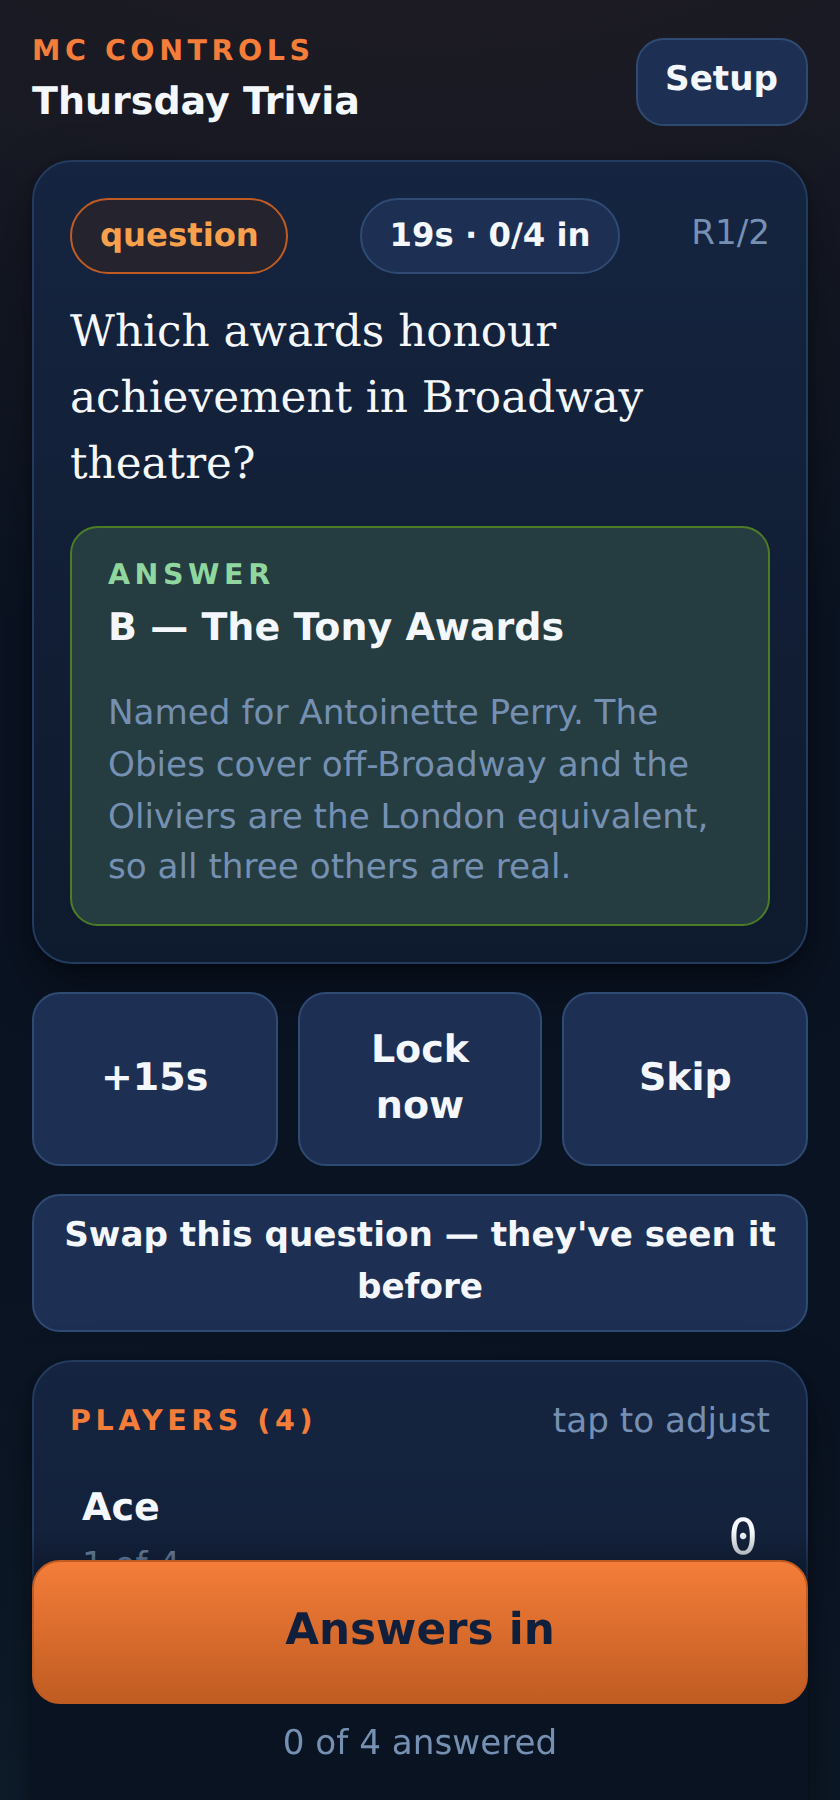 MC CONTROLS
Thursday Trivia
Setup
question
19s · 0/4 in
R1/2
Which awards honour
achievement in Broadway
theatre?
ANSWER
B — The Tony Awards
Named for Antoinette Perry. The
Obies cover off-Broadway and the
Oliviers are the London equivalent,
so all three others are real.
+15s
Lock
now
Skip
Swap this question — they've seen it
before
PLAYERS (4)
tap to adjust
Ace
0
1 of 4
Answers in
0 of 4 answered